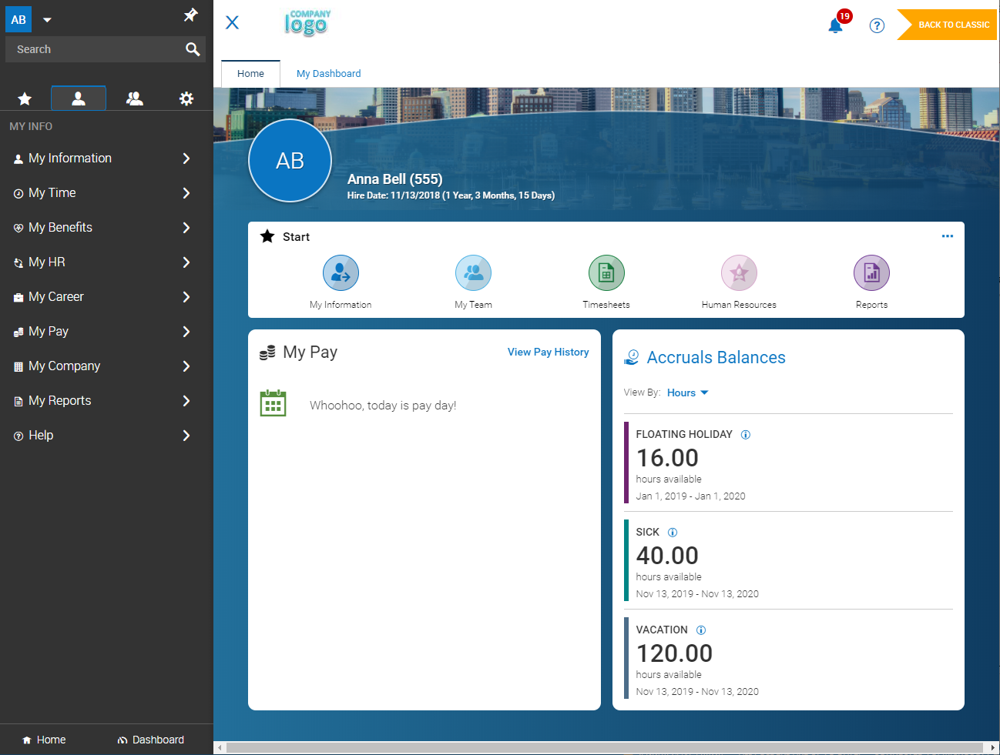 AB
Search
MY INFO
My Information
My Time
My Benefits
My HR
My Career
My Pay
My Company
My Reports
Help
Home
Dashboard
COMPANY
logo
19
?
BACK TO CLASSIC
Home
My Dashboard
AB
Anna Bell (555)
Hire Date: 11/13/2018 (1 Year, 3 Months, 15 Days)
Start
My Information
My Team
Timesheets
Human Resources
Reports
My Pay
View Pay History
Whoohoo, today is pay day!
Accruals Balances
View By: Hours
FLOATING HOLIDAY
16.00
hours available
Jan 1, 2019 - Jan 1, 2020
SICK
40.00
hours available
Nov 13, 2019 - Nov 13, 2020
VACATION
120.00
hours available
Nov 13, 2019 - Nov 13, 2020